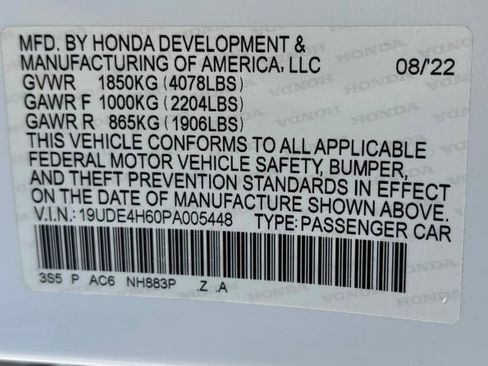 MFD. BY HONDA DEVELOPMENT &
MANUFACTURING OF AMERICA, LLC 08/'22
GVWR 1850KG (4078LBS)
GAWR F 1000KG (2204LBS)
GAWR R 865KG (1906LBS)
THIS VEHICLE CONFORMS TO ALL APPLICABLE
FEDERAL MOTOR VEHICLE SAFETY, BUMPER,
AND THEFT PREVENTION STANDARDS IN EFFECT
ON THE DATE OF MANUFACTURE SHOWN ABOVE.
V.I.N.:19UDE4H60PA005448 TYPE:PASSENGER CAR
3S5 P AC6 NH883P .Z .A